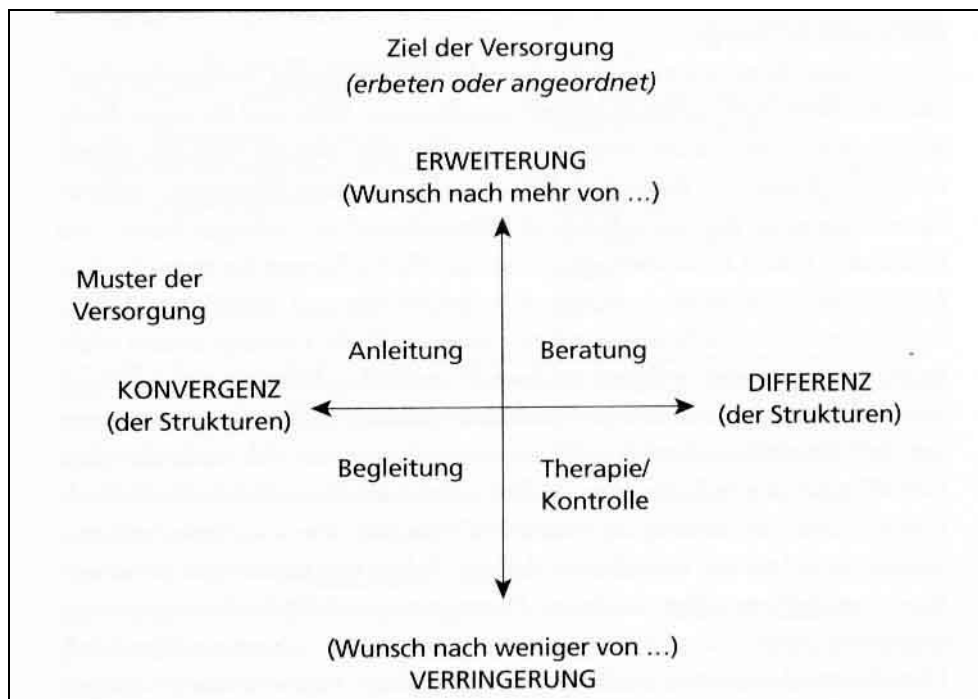 Ziel der Versorgung
(erbeten oder angeordnet)
ERWEITERUNG
(Wunsch nach mehr von ...)
Muster der
Versorgung
Anleitung
Beratung
KONVERGENZ
(der Strukturen)
DIFFERENZ
(der Strukturen)
Begleitung
Therapie/
Kontrolle
(Wunsch nach weniger von ...)
VERRINGERUNG